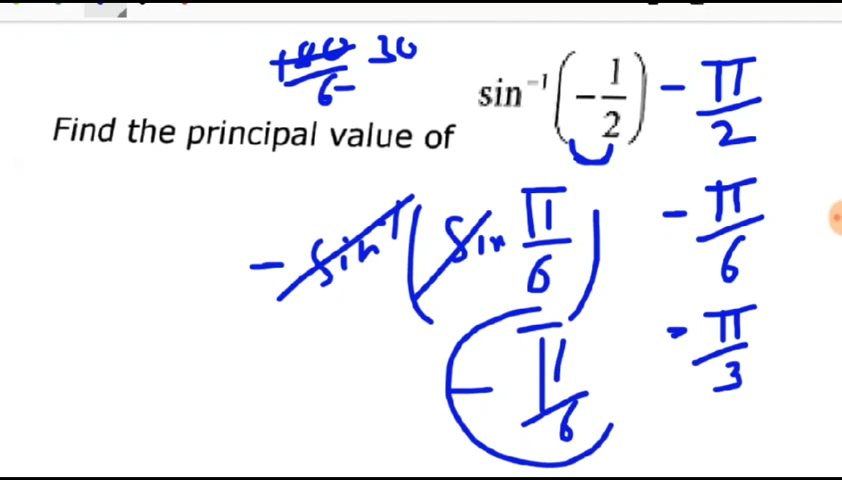 180/6 30
Find the principal value of sin⁻¹(-1/2)
- π/2
- sin⁻¹(sin π/6)
- π/6
- π/6
- π/3